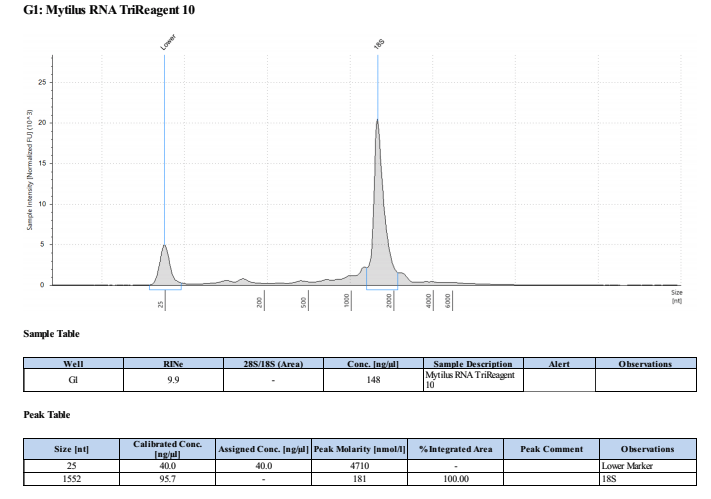 G1: Mytilus RNA TriReagent 10
Lower
18S
Sample Intensity [Normalized FU] (10^3)
25
20
15
10
5
0
25
200
500
1000
2000
4000
6000
Size
[nt]
Sample Table
Well RINe 28S/18S (Area) Conc. [ng/µl] Sample Description Alert Observations
G1 9.9 - 148 Mytilus RNA TriReagent
10
Peak Table
Size [nt] Calibrated Conc. [ng/µl] Assigned Conc. [ng/µl] Peak Molarity [nmol/l] % Integrated Area Peak Comment Observations
25 40.0 40.0 4710 - Lower Marker
1552 95.7 - 181 100.00 18S